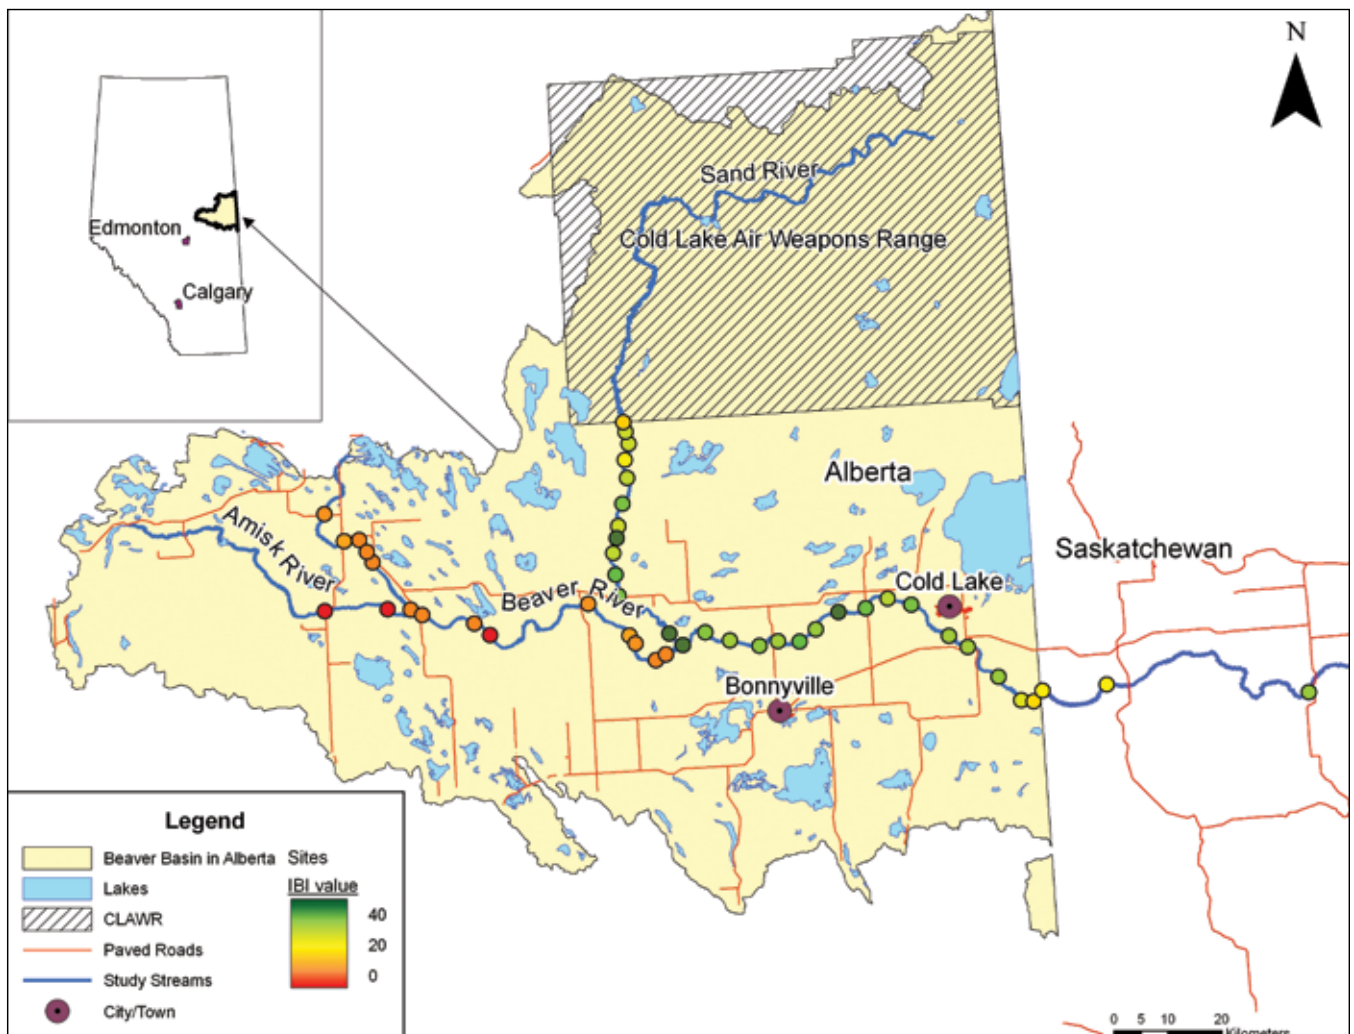 N
Sand River
Cold Lake Air Weapons Range
Edmonton
Calgary
Alberta
Amisk River
Beaver River
Saskatchewan
Cold Lake
Bonnyville
Legend
Beaver Basin in Alberta
Lakes
CLAWR
Paved Roads
Study Streams
City/Town
Sites
IBI value
40
20
0
0 5 10 20
Kilometers